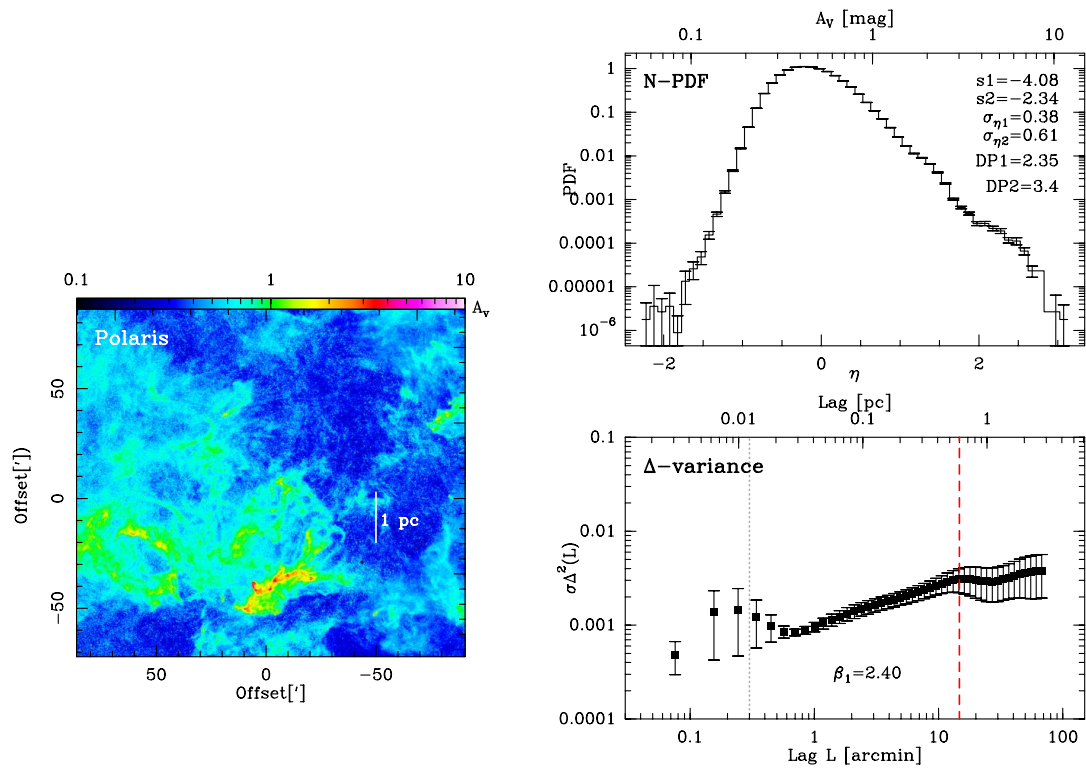 0.1 1 10
A_V
Polaris
1 pc
50
0
−50
Offset[']
50 0 −50
Offset[']
A_V [mag]
0.1 1 10
N−PDF
s1=−4.08
s2=−2.34
σ_η1=0.38
σ_η2=0.61
DP1=2.35
DP2=3.4
PDF
1
0.1
0.01
0.001
0.0001
0.00001
10^−6
−2 0 2
η
Lag [pc]
0.01 0.1 1
Δ−variance
σ_Δ²(L)
0.1
0.01
0.001
0.0001
β_1=2.40
0.1 1 10 100
Lag L [arcmin]